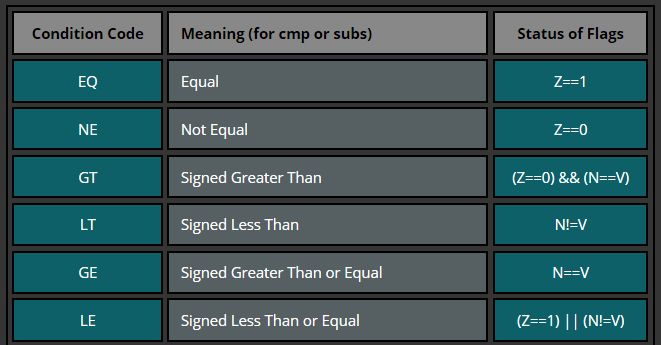 Condition Code Meaning (for cmp or subs) Status of Flags
EQ Equal Z==1
NE Not Equal Z==0
GT Signed Greater Than (Z==0) && (N==V)
LT Signed Less Than N!=V
GE Signed Greater Than or Equal N==V
LE Signed Less Than or Equal (Z==1) || (N!=V)